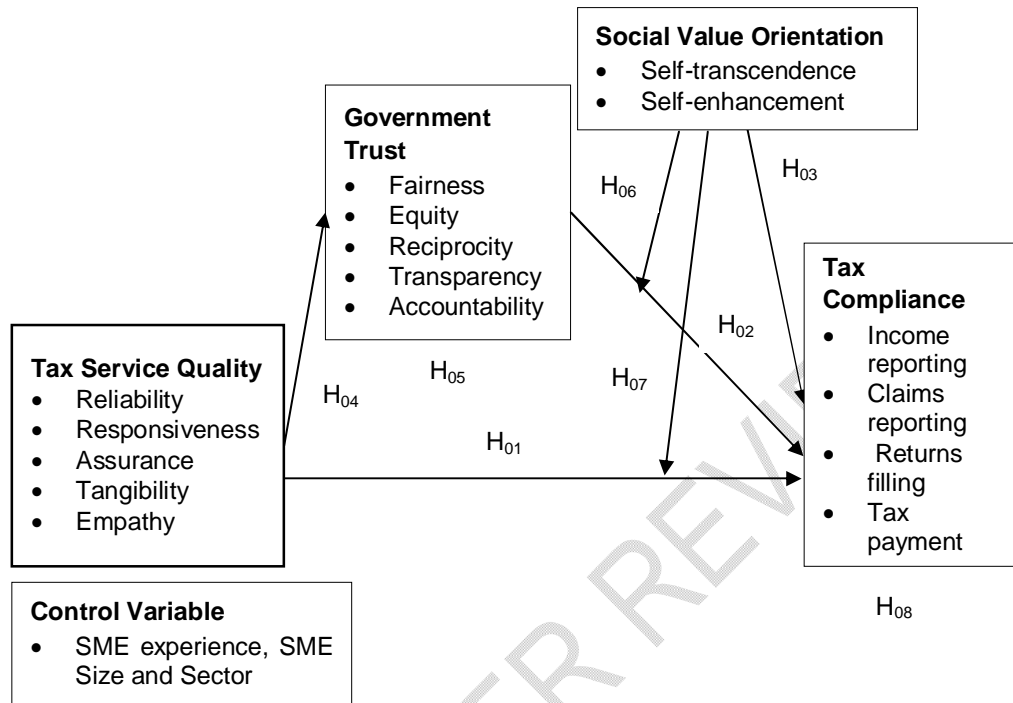 Social Value Orientation
• Self-transcendence
• Self-enhancement
Government
Trust
• Fairness
• Equity
• Reciprocity
• Transparency
• Accountability
H06
H03
Tax
Compliance
• Income
reporting
• Claims
reporting
• Returns
filling
• Tax
payment
H02
Tax Service Quality
• Reliability
• Responsiveness
• Assurance
• Tangibility
• Empathy
H04
H05
H07
H01
H08
Control Variable
• SME experience, SME
Size and Sector
ER REVIE